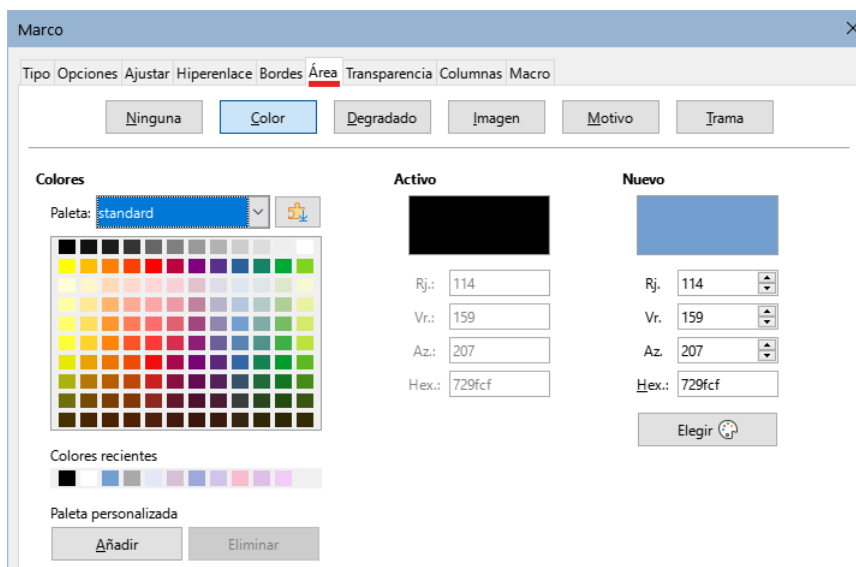 Marco
Tipo Opciones Ajustar Hiperenlace Bordes Área Transparencia Columnas Macro
Ninguna Color Degradado Imagen Motivo Trama
Colores Activo Nuevo
Paleta: standard
Rj.: 114 Rj. 114
Vr.: 159 Vr. 159
Az.: 207 Az. 207
Hex.: 729fcf Hex.: 729fcf
Elegir
Colores recientes
Paleta personalizada
Añadir Eliminar